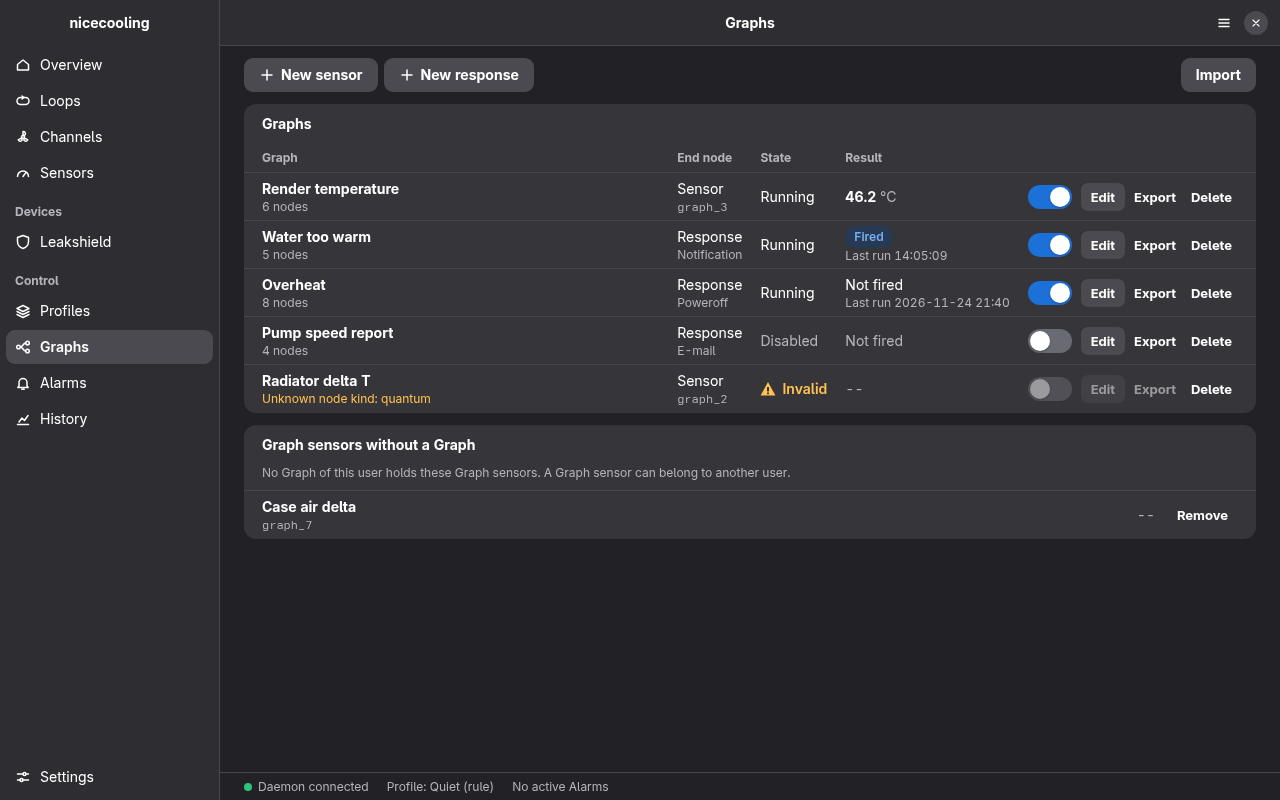 nicecooling
Graphs
Overview
Loops
Channels
Sensors
Devices
Leakshield
Control
Profiles
Graphs
Alarms
History
Settings
New sensor
New response
Import
Graphs
Graph End node State Result
Render temperature
6 nodes
Sensor
graph_3
Running
46.2 °C
Edit Export Delete
Water too warm
5 nodes
Response
Notification
Running
Fired
Last run 14:05:09
Edit Export Delete
Overheat
8 nodes
Response
Poweroff
Running
Not fired
Last run 2026-11-24 21:40
Edit Export Delete
Pump speed report
4 nodes
Response
E-mail
Disabled
Not fired
Edit Export Delete
Radiator delta T
Unknown node kind: quantum
Sensor
graph_2
Invalid
--
Edit Export Delete
Graph sensors without a Graph
No Graph of this user holds these Graph sensors. A Graph sensor can belong to another user.
Case air delta
graph_7
-- Remove
Daemon connected Profile: Quiet (rule) No active Alarms